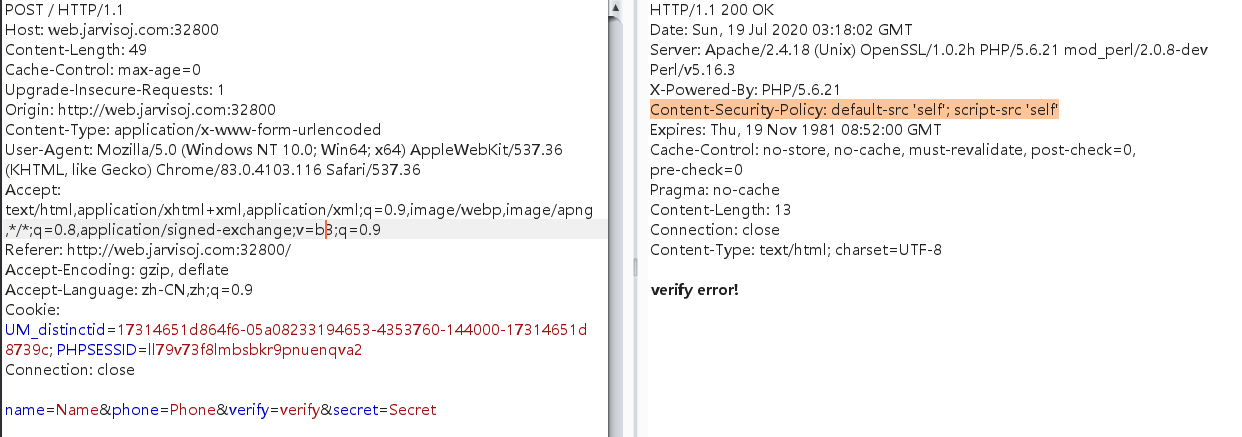 POST / HTTP/1.1
Host: web.jarvisoj.com:32800
Content-Length: 49
Cache-Control: max-age=0
Upgrade-Insecure-Requests: 1
Origin: http://web.jarvisoj.com:32800
Content-Type: application/x-www-form-urlencoded
User-Agent: Mozilla/5.0 (Windows NT 10.0; Win64; x64) AppleWebKit/537.36
(KHTML, like Gecko) Chrome/83.0.4103.116 Safari/537.36
Accept:
text/html,application/xhtml+xml,application/xml;q=0.9,image/webp,image/apng
,*/*;q=0.8,application/signed-exchange;v=b3;q=0.9
Referer: http://web.jarvisoj.com:32800/
Accept-Encoding: gzip, deflate
Accept-Language: zh-CN,zh;q=0.9
Cookie:
UM_distinctid=17314651d864f6-05a08233194653-4353760-144000-17314651d
8739c; PHPSESSID=ll79v73f8lmbsbkr9pnuenqva2
Connection: close
name=Name&phone=Phone&verify=verify&secret=Secret
HTTP/1.1 200 OK
Date: Sun, 19 Jul 2020 03:18:02 GMT
Server: Apache/2.4.18 (Unix) OpenSSL/1.0.2h PHP/5.6.21 mod_perl/2.0.8-dev
Perl/v5.16.3
X-Powered-By: PHP/5.6.21
Content-Security-Policy: default-src 'self'; script-src 'self'
Expires: Thu, 19 Nov 1981 08:52:00 GMT
Cache-Control: no-store, no-cache, must-revalidate, post-check=0,
pre-check=0
Pragma: no-cache
Content-Length: 13
Connection: close
Content-Type: text/html; charset=UTF-8
verify error!